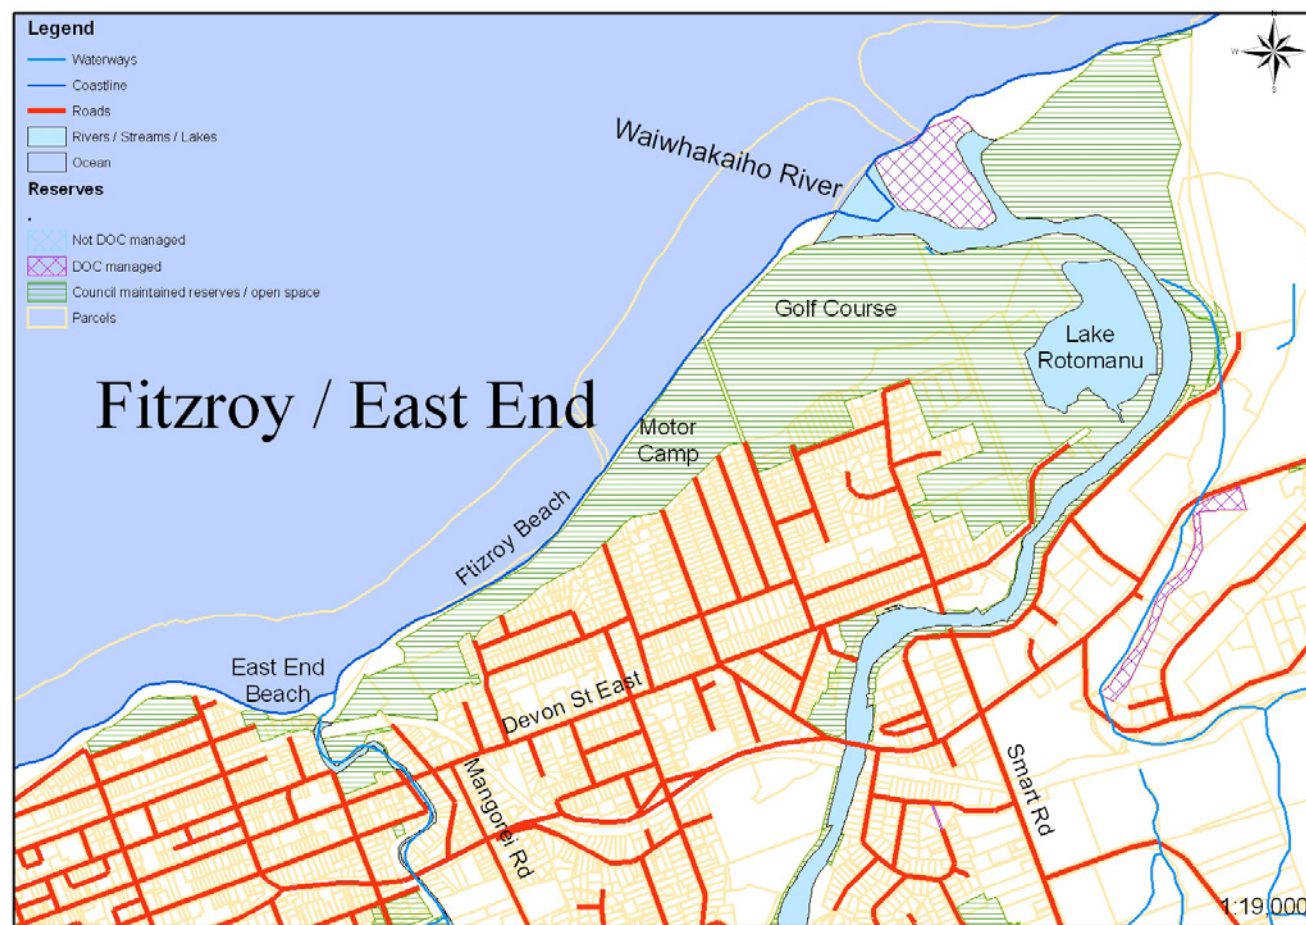 Legend
Waterways
Coastline
Roads
Rivers / Streams / Lakes
Ocean
Reserves
.
Not DOC managed
DOC managed
Council maintained reserves / open space
Parcels
N
W
S
Waiwhakaiho River
Golf Course
Lake
Rotomanu
Fitzroy / East End
Motor
Camp
Ftizroy Beach
East End
Beach
Devon St East
Mangorei Rd
Smart Rd
1:19,000